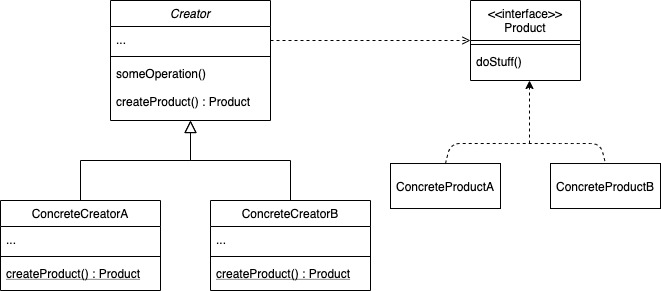 Creator
...
someOperation()
createProduct() : Product
<<interface>>
Product
doStuff()
ConcreteProductA
ConcreteProductB
ConcreteCreatorA
...
createProduct() : Product
ConcreteCreatorB
...
createProduct() : Product